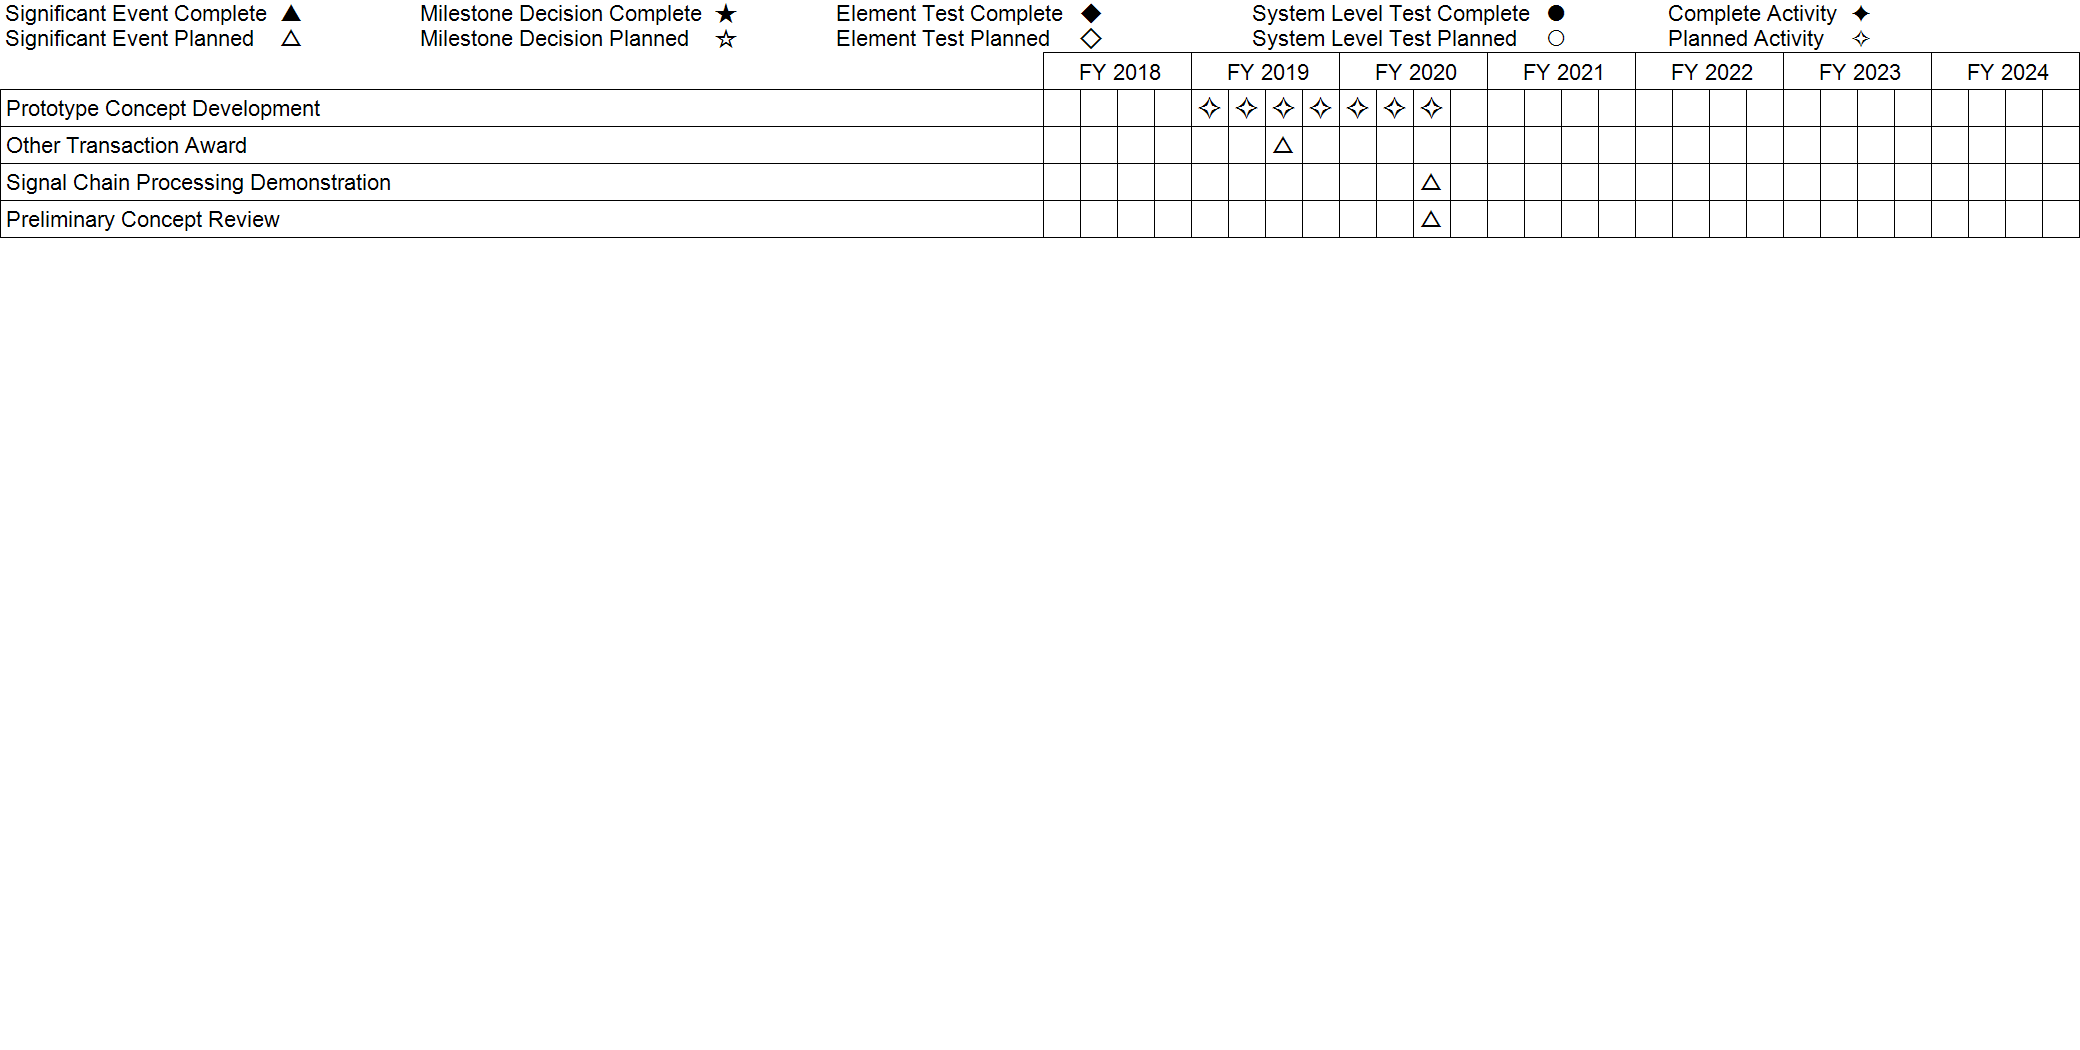 Significant Event Complete ▲ Milestone Decision Complete ★ Element Test Complete ◆ System Level Test Complete ● Complete Activity ✦
Significant Event Planned △ Milestone Decision Planned ☆ Element Test Planned ◇ System Level Test Planned ○ Planned Activity ✧
FY 2018 FY 2019 FY 2020 FY 2021 FY 2022 FY 2023 FY 2024
Prototype Concept Development ✧ ✧ ✧ ✧ ✧ ✧ ✧
Other Transaction Award △
Signal Chain Processing Demonstration △
Preliminary Concept Review △